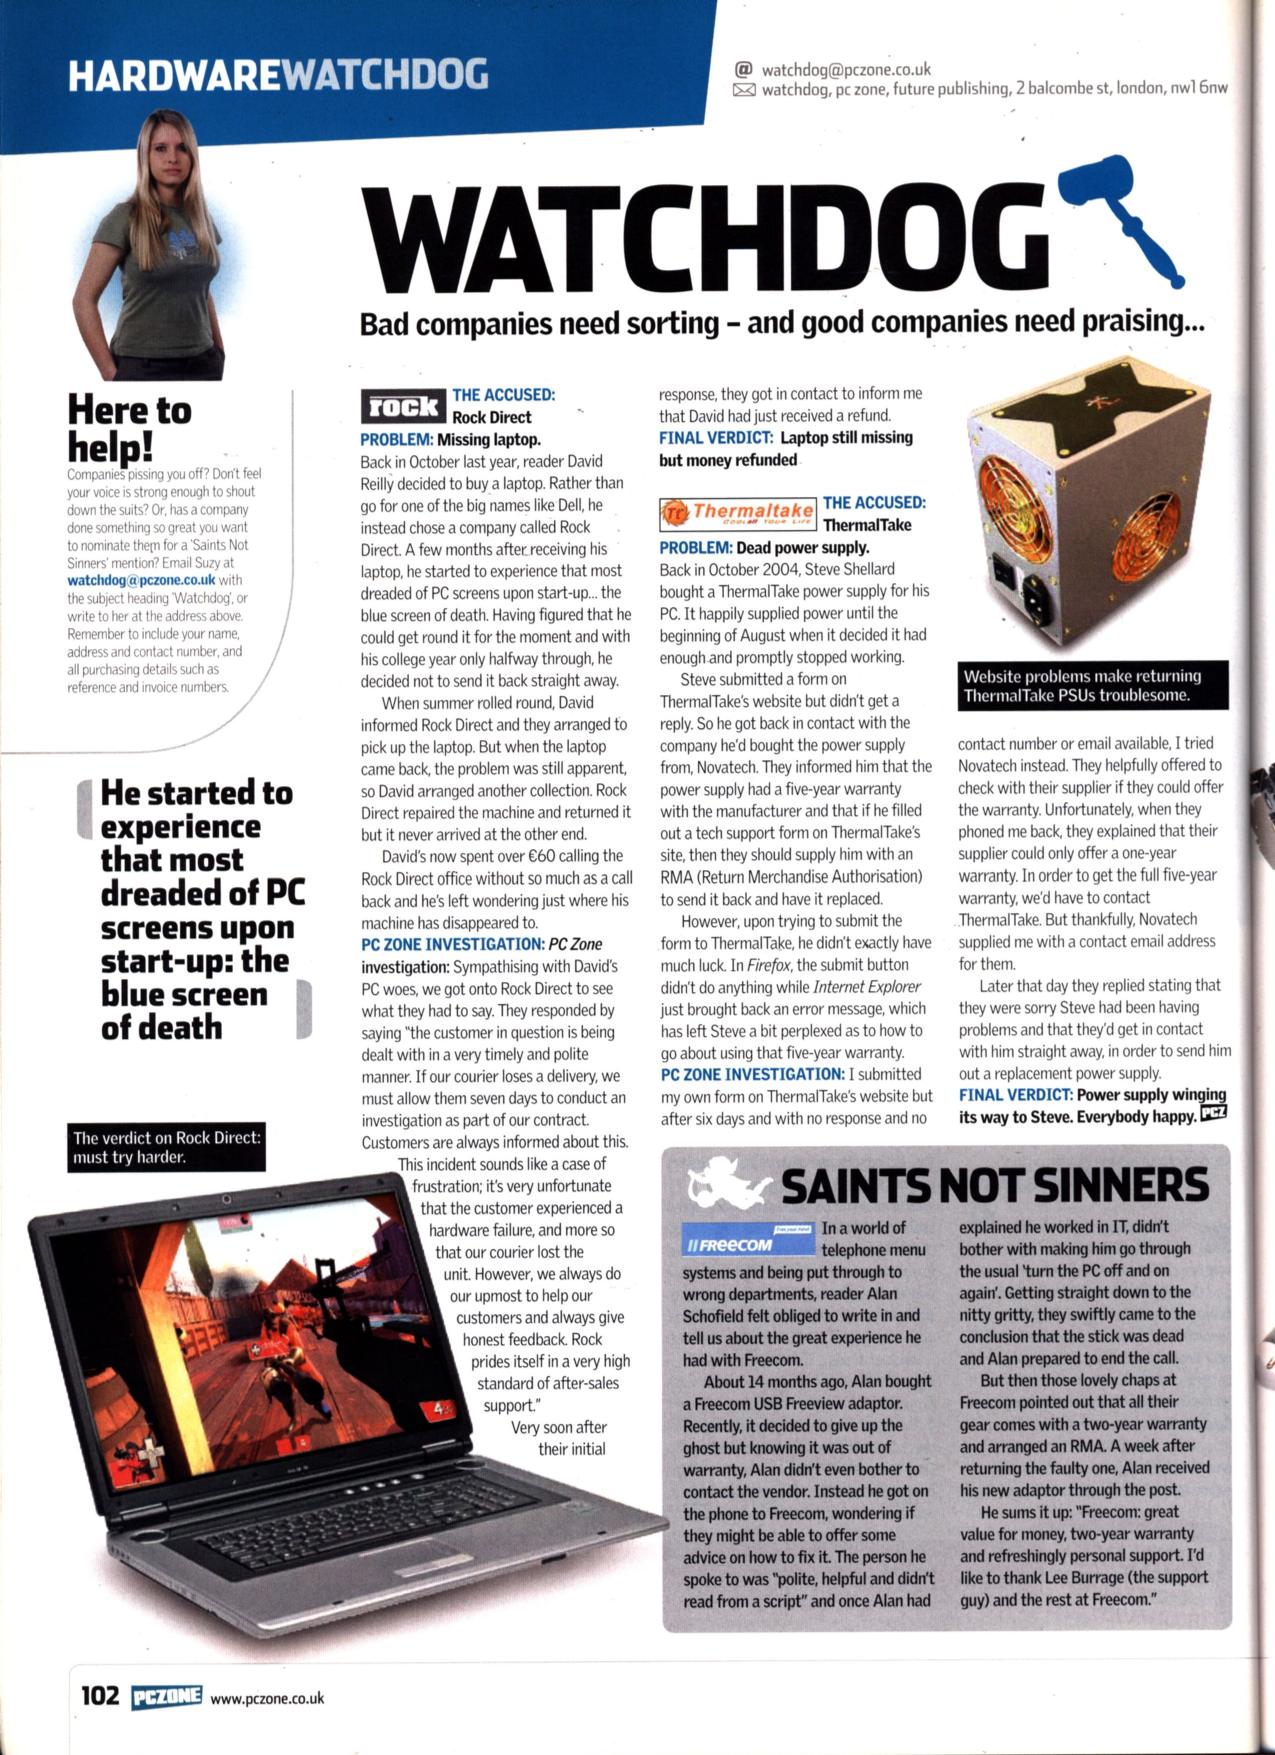 HARDWAREWATCHDOG
@ watchdog@pczone.co.uk
watchdog, pc zone, future publishing, 2 balcombe st, london, nw1 6nw
WATCHDOG
Bad companies need sorting – and good companies need praising...
Here to
help!
Companies pissing you off? Don't feel
your voice is strong enough to shout
down the suits? Or, has a company
done something so great you want
to nominate them for a 'Saints Not
Sinners' mention? Email Suzy at
watchdog@pczone.co.uk with
the subject heading 'Watchdog', or
write to her at the address above.
Remember to include your name,
address and contact number, and
all purchasing details such as
reference and invoice numbers.
He started to
experience
that most
dreaded of PC
screens upon
start-up: the
blue screen
of death
The verdict on Rock Direct:
must try harder.
rock
THE ACCUSED:
Rock Direct
PROBLEM: Missing laptop.
Back in October last year, reader David
Reilly decided to buy a laptop. Rather than
go for one of the big names like Dell, he
instead chose a company called Rock
Direct. A few months after receiving his
laptop, he started to experience that most
dreaded of PC screens upon start-up... the
blue screen of death. Having figured that he
could get round it for the moment and with
his college year only halfway through, he
decided not to send it back straight away.
When summer rolled round, David
informed Rock Direct and they arranged to
pick up the laptop. But when the laptop
came back, the problem was still apparent,
so David arranged another collection. Rock
Direct repaired the machine and returned it
but it never arrived at the other end.
David's now spent over €60 calling the
Rock Direct office without so much as a call
back and he's left wondering just where his
machine has disappeared to.
PC ZONE INVESTIGATION: PC Zone
investigation: Sympathising with David's
PC woes, we got onto Rock Direct to see
what they had to say. They responded by
saying "the customer in question is being
dealt with in a very timely and polite
manner. If our courier loses a delivery, we
must allow them seven days to conduct an
investigation as part of our contract.
Customers are always informed about this.
This incident sounds like a case of
frustration; it's very unfortunate
that the customer experienced a
hardware failure, and more so
that our courier lost the
unit. However, we always do
our upmost to help our
customers and always give
honest feedback. Rock
prides itself in a very high
standard of after-sales
support."
Very soon after
their initial
response, they got in contact to inform me
that David had just received a refund.
FINAL VERDICT: Laptop still missing
but money refunded
Tt Thermaltake
COOL all YOUR LIFE
THE ACCUSED:
ThermalTake
PROBLEM: Dead power supply.
Back in October 2004, Steve Shellard
bought a ThermalTake power supply for his
PC. It happily supplied power until the
beginning of August when it decided it had
enough and promptly stopped working.
Steve submitted a form on
ThermalTake's website but didn't get a
reply. So he got back in contact with the
company he'd bought the power supply
from, Novatech. They informed him that the
power supply had a five-year warranty
with the manufacturer and that if he filled
out a tech support form on ThermalTake's
site, then they should supply him with an
RMA (Return Merchandise Authorisation)
to send it back and have it replaced.
However, upon trying to submit the
form to ThermalTake, he didn't exactly have
much luck. In Firefox, the submit button
didn't do anything while Internet Explorer
just brought back an error message, which
has left Steve a bit perplexed as to how to
go about using that five-year warranty.
PC ZONE INVESTIGATION: I submitted
my own form on ThermalTake's website but
after six days and with no response and no
Website problems make returning
ThermalTake PSUs troublesome.
contact number or email available, I tried
Novatech instead. They helpfully offered to
check with their supplier if they could offer
the warranty. Unfortunately, when they
phoned me back, they explained that their
supplier could only offer a one-year
warranty. In order to get the full five-year
warranty, we'd have to contact
ThermalTake. But thankfully, Novatech
supplied me with a contact email address
for them.
Later that day they replied stating that
they were sorry Steve had been having
problems and that they'd get in contact
with him straight away, in order to send him
out a replacement power supply.
FINAL VERDICT: Power supply winging
its way to Steve. Everybody happy. PCZ
SAINTS NOT SINNERS
FREECOM
In a world of
telephone menu
systems and being put through to
wrong departments, reader Alan
Schofield felt obliged to write in and
tell us about the great experience he
had with Freecom.
About 14 months ago, Alan bought
a Freecom USB Freeview adaptor.
Recently, it decided to give up the
ghost but knowing it was out of
warranty, Alan didn't even bother to
contact the vendor. Instead he got on
the phone to Freecom, wondering if
they might be able to offer some
advice on how to fix it. The person he
spoke to was "polite, helpful and didn't
read from a script" and once Alan had
explained he worked in IT, didn't
bother with making him go through
the usual 'turn the PC off and on
again'. Getting straight down to the
nitty gritty, they swiftly came to the
conclusion that the stick was dead
and Alan prepared to end the call.
But then those lovely chaps at
Freecom pointed out that all their
gear comes with a two-year warranty
and arranged an RMA. A week after
returning the faulty one, Alan received
his new adaptor through the post.
He sums it up: "Freecom: great
value for money, two-year warranty
and refreshingly personal support. I'd
like to thank Lee Burrage (the support
guy) and the rest at Freecom."
102 PCZONE www.pczone.co.uk